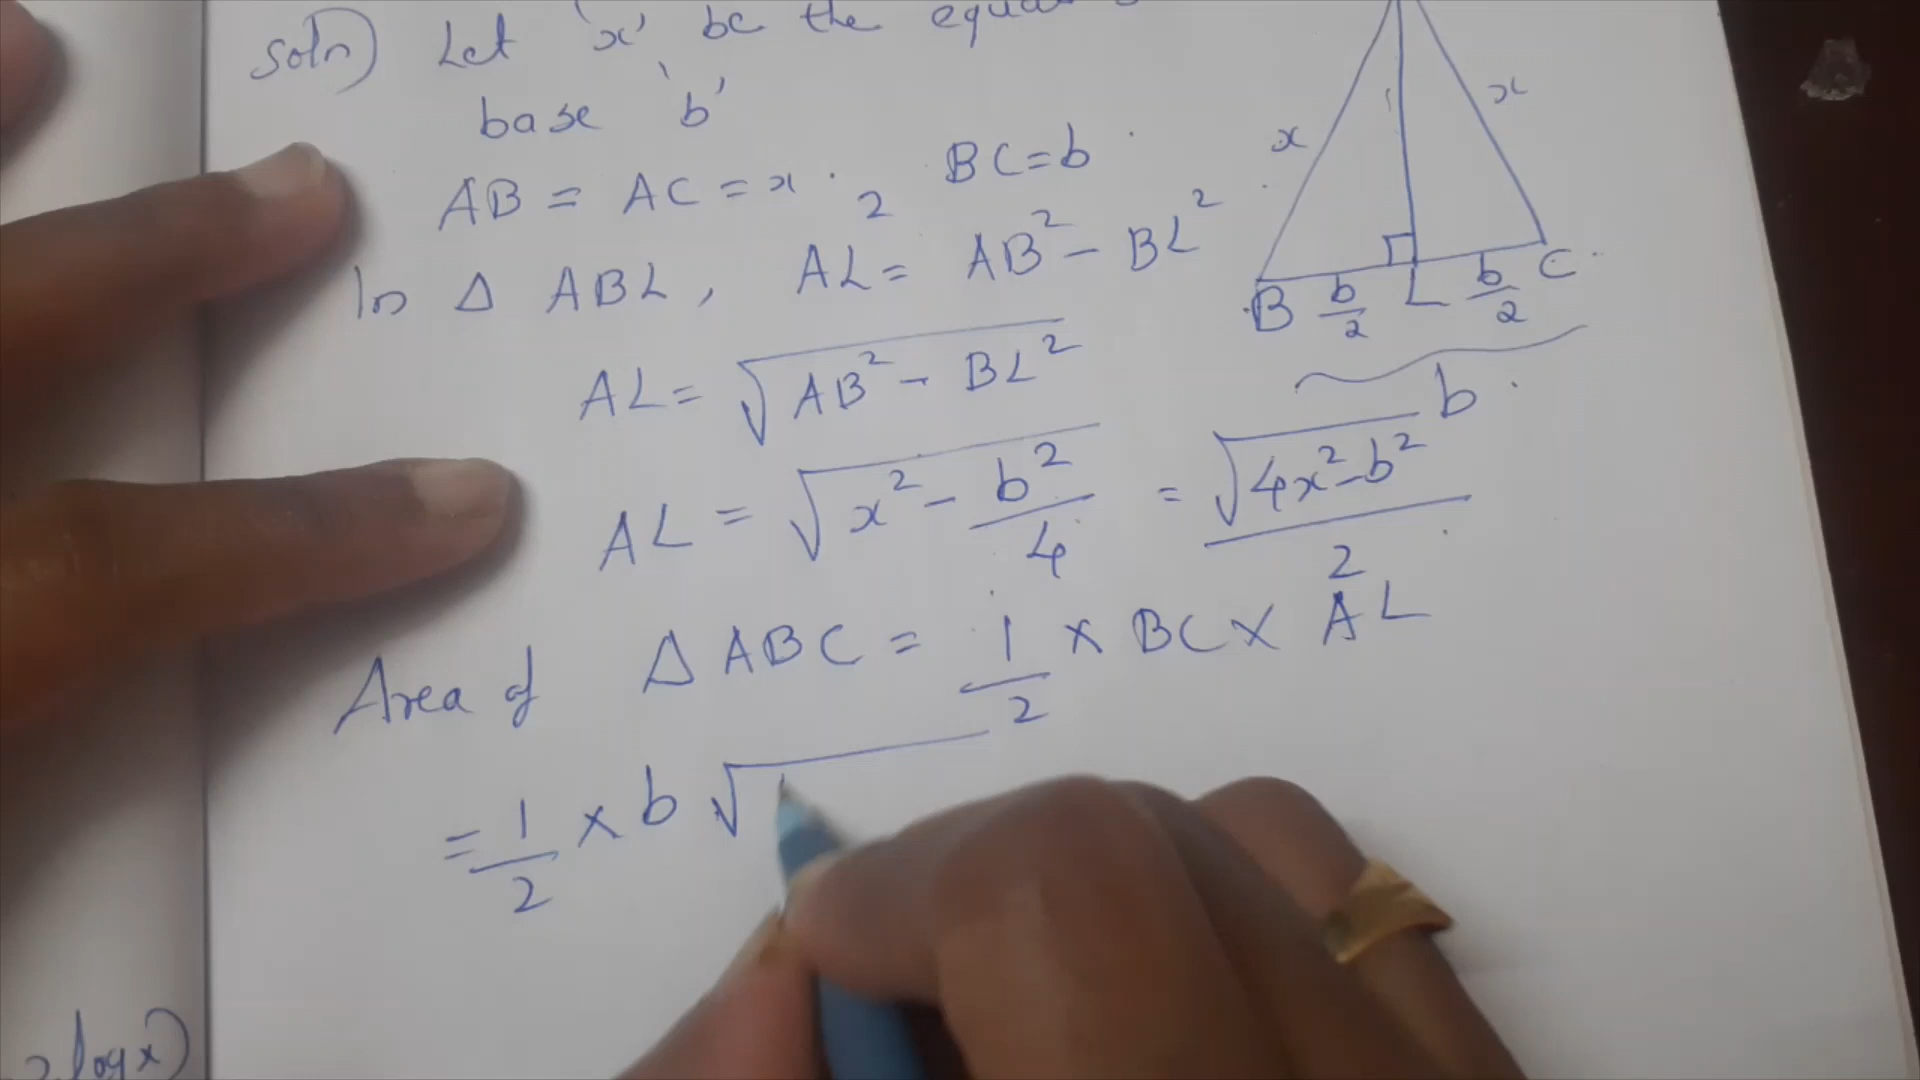 Soln) Let 'x' be the
base 'b'
AB = AC = x . BC = b
In Δ ABL, AL² = AB² - BL²
AL = √(AB² - BL²)
AL = √(x² - b²/4) = √(4x² - b²)/2
Area of Δ ABC = 1/2 × BC × AL
= 1/2 × b √
x x
B b/2 L b/2 C
b
log x)